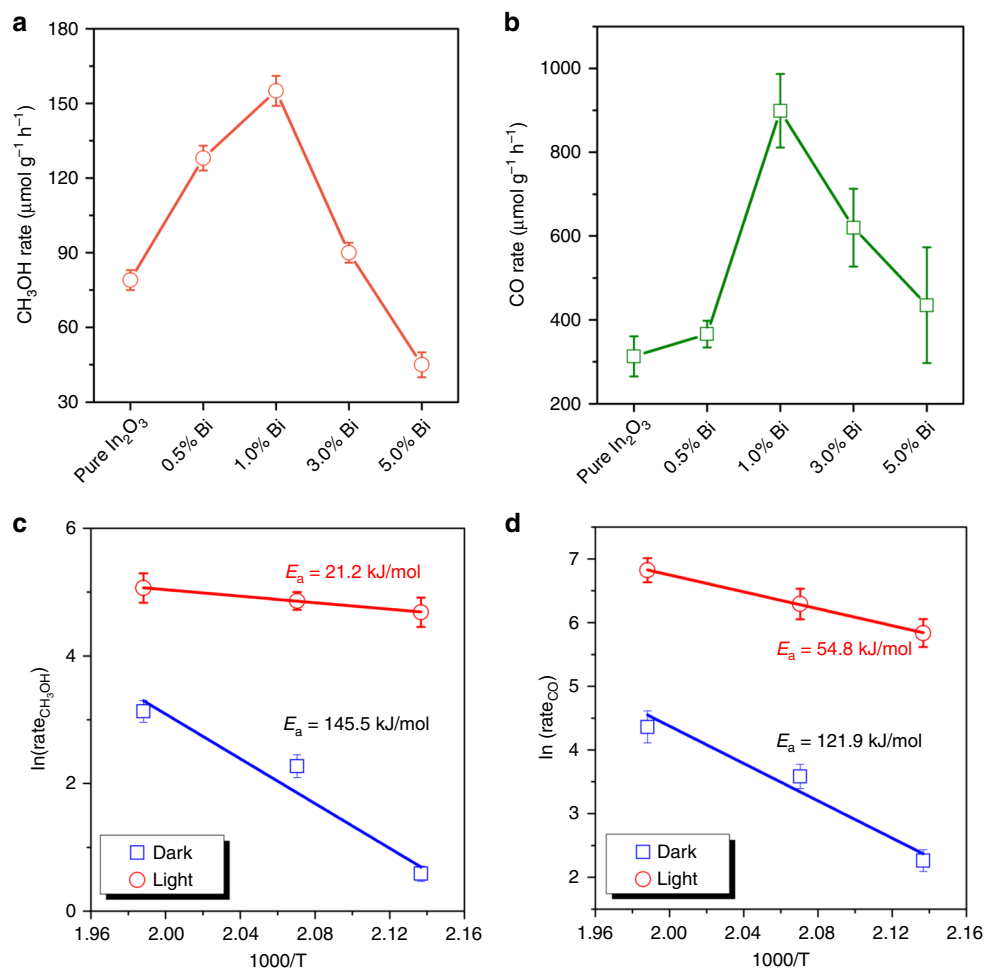 a
180
150
120
90
60
30
CH₃OH rate (μmol g⁻¹ h⁻¹)
Pure In₂O₃
0.5% Bi
1.0% Bi
3.0% Bi
5.0% Bi
b
1000
800
600
400
200
CO rate (μmol g⁻¹ h⁻¹)
Pure In₂O₃
0.5% Bi
1.0% Bi
3.0% Bi
5.0% Bi
c
6
4
2
0
ln(rate_CH₃OH)
Eₐ = 21.2 kJ/mol
Eₐ = 145.5 kJ/mol
Dark
Light
1.96 2.00 2.04 2.08 2.12 2.16
1000/T
d
7
6
5
4
3
2
ln (rate_CO)
Eₐ = 54.8 kJ/mol
Eₐ = 121.9 kJ/mol
Dark
Light
1.96 2.00 2.04 2.08 2.12 2.16
1000/T